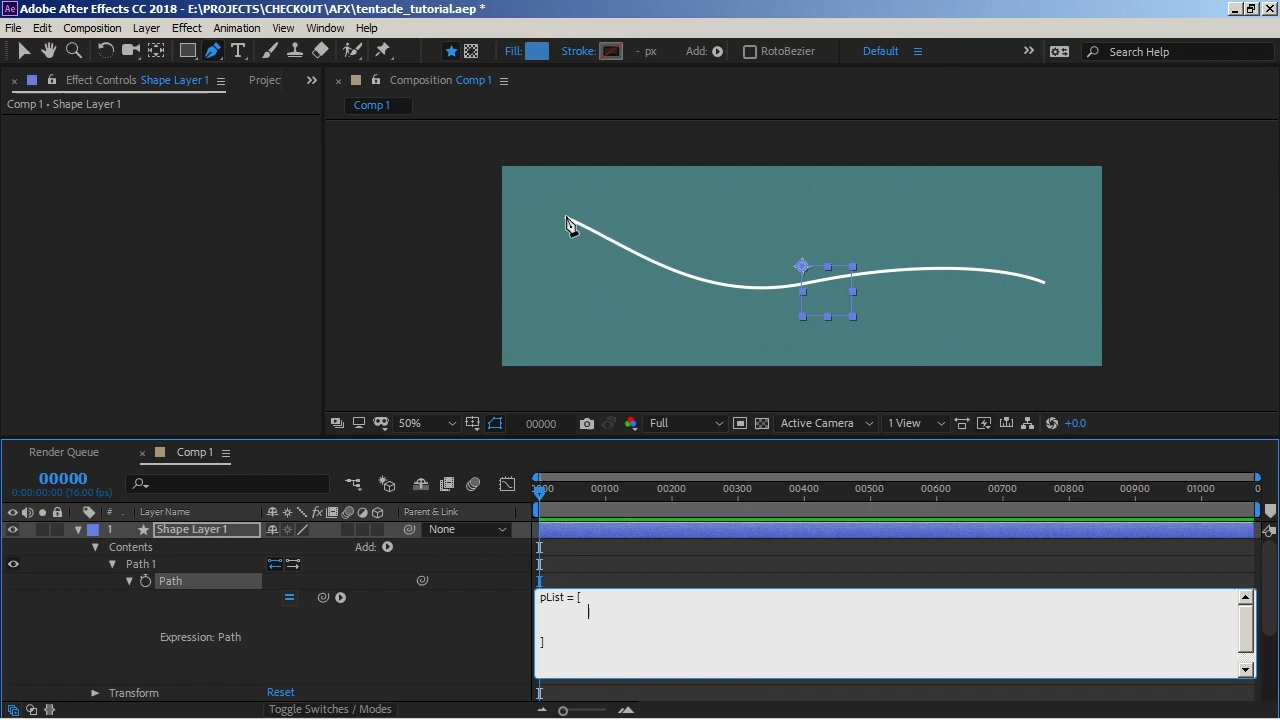 Ae Adobe After Effects CC 2018 - E:\PROJECTS\CHECKOUT\AFX\tentacle_tutorial.aep *
File Edit Composition Layer Effect Animation View Window Help
Fill: Stroke: - px Add: RotoBezier Default » Search Help
× Effect Controls Shape Layer 1 Projec »
× Composition Comp 1
Comp 1 • Shape Layer 1
Comp 1
50% 00000 Full Active Camera 1 View +0.0
Render Queue × Comp 1
00000
0:00:00:00 (16.00 fps)
0000 00100 00200 00300 00400 00500 00600 00700 00800 00900 01000 0
# Layer Name fx Parent & Link
1 Shape Layer 1 None
Contents Add:
Path 1
Path
pList = [
Expression: Path
]
Transform Reset
Toggle Switches / Modes